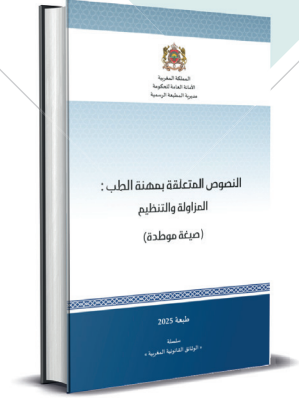 المملكة المغربية
الأمانة العامة للحكومة
مديرية المطبعة الرسمية
النصوص المتعلقة بمهنة الطب :
المزاولة والتنظيم
(صيغة موطدة)
طبعة 2025
سلسلة
« الوثائق القانونية المغربية »